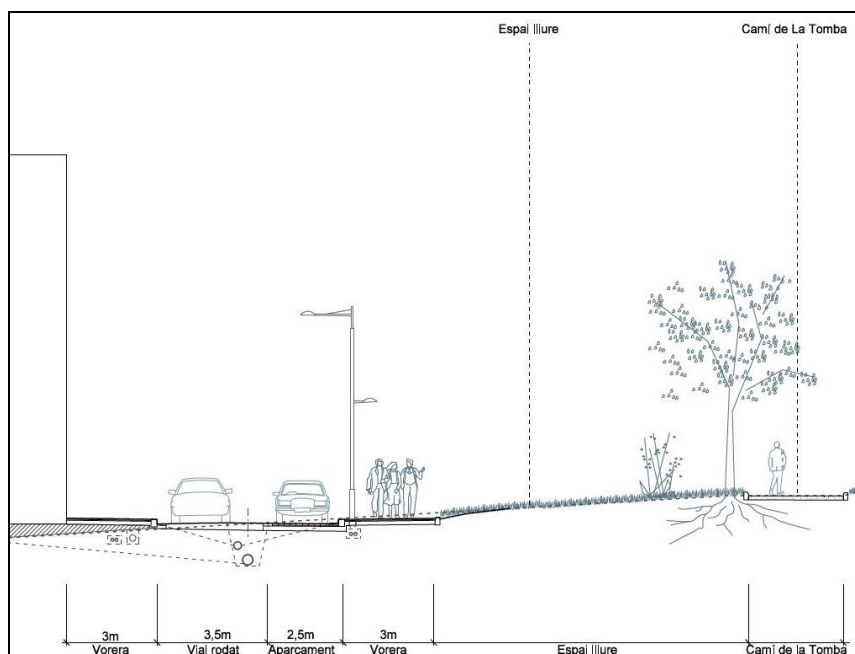 Espai lliure
Camí de La Tomba
3m
3,5m
2,5m
3m
Vorera
Vial rodat
Aparcament
Vorera
Espai lliure
Camí de la Tomba